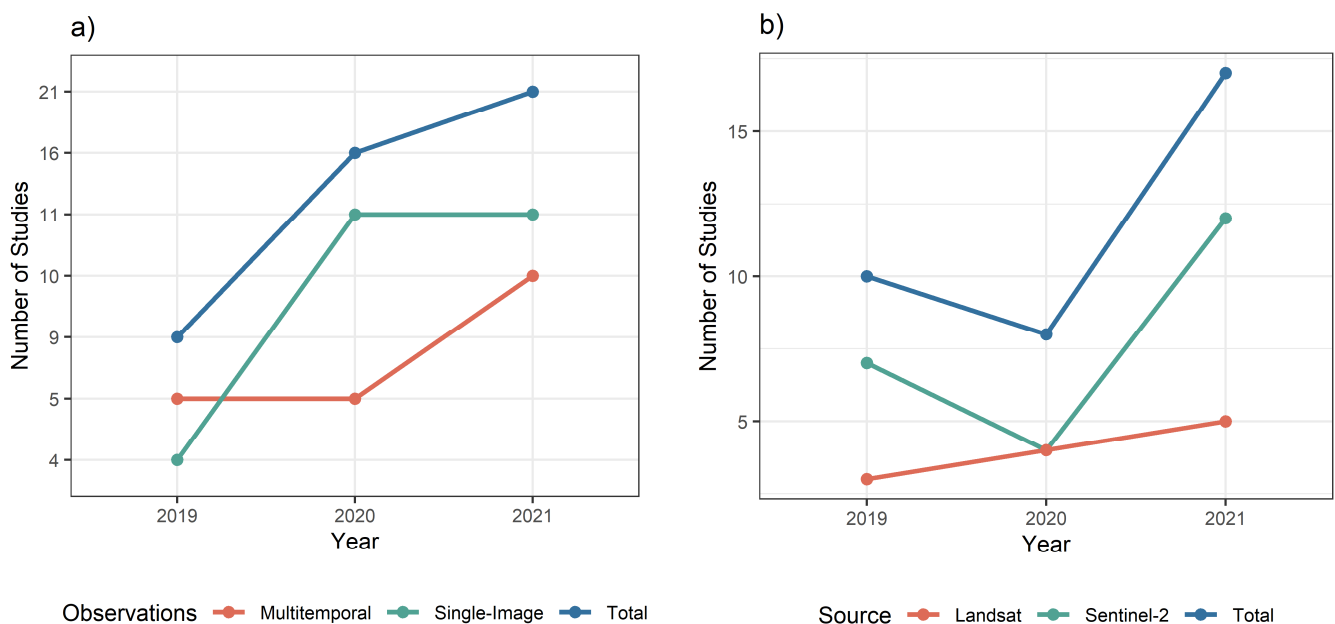 a)
Number of Studies
21
16
11
10
9
5
4
2019 2020 2021
Year
Observations Multitemporal Single-Image Total
b)
Number of Studies
15
10
5
2019 2020 2021
Year
Source Landsat Sentinel-2 Total